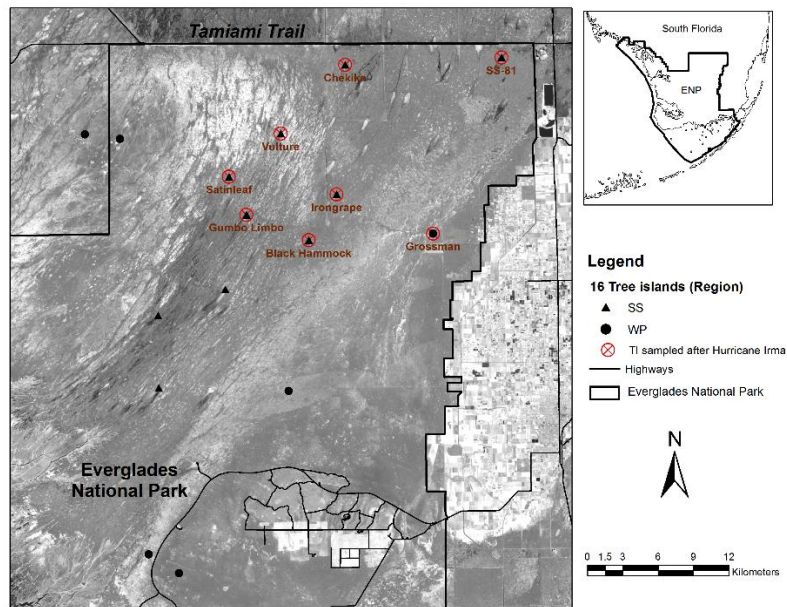 Tamiami Trail
Chekika
SS-81
Vulture
Satinleaf
Irongrape
Gumbo Limbo
Black Hammock
Grossman
Everglades
National Park
South Florida
ENP
Legend
16 Tree islands (Region)
SS
WP
TI sampled after Hurricane Irma
Highways
Everglades National Park
N
0 1.5 3 6 9 12
Kilometers